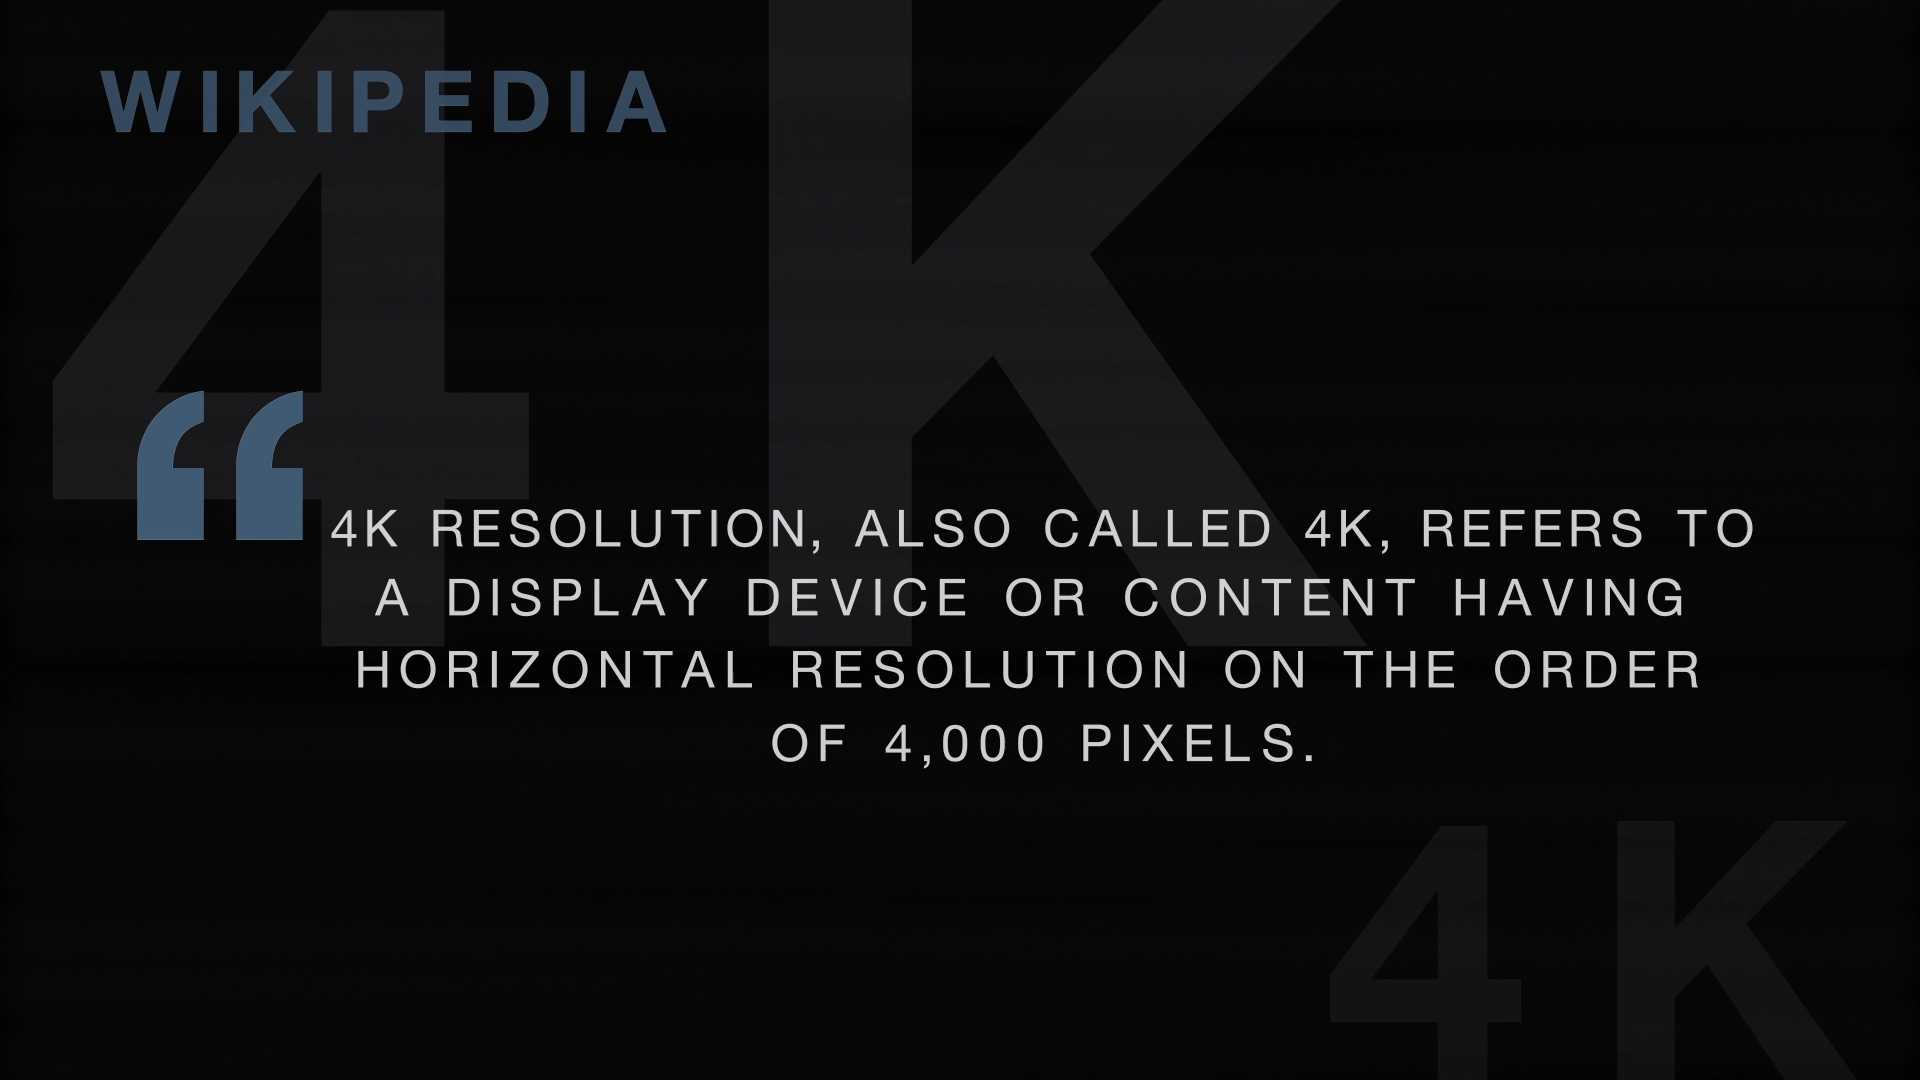 4K
WIKIPEDIA
“
4K RESOLUTION, ALSO CALLED 4K, REFERS TO
A DISPLAY DEVICE OR CONTENT HAVING
HORIZONTAL RESOLUTION ON THE ORDER
OF 4,000 PIXELS.
4K